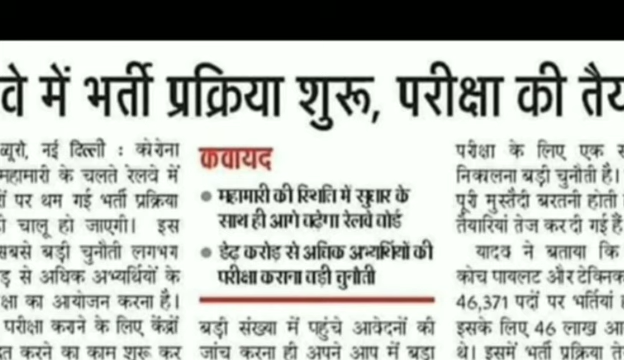 वे में भर्ती प्रक्रिया शुरू, परीक्षा की तैय
ब्यूरो, नई दिल्ली : कोरोना
महामारी के चलते रेलवे में
पर थम गई भर्ती प्रक्रिया
चालू हो जाएगी। इस
सबसे बड़ी चुनौती लगभग
से अधिक अभ्यर्थियों के
का आयोजन करना है।
परीक्षा कराने के लिए केंद्रों
करने का काम शुरू कर
कवायद
● महामारी की स्थिति में सुधार के
साथ ही आगे बढ़ेगा रेलवे बोर्ड
● डेढ़ करोड़ से अधिक अभ्यर्थियों की
परीक्षा कराना बड़ी चुनौती
बड़ी संख्या में पहुंचे आवेदनों की
जांच करना ही अपने आप में बड़ा
परीक्षा के लिए एक
निकालना बड़ी चुनौती है।
पूरी मुस्तैदी बरतनी होती
तैयारियां तेज कर दी गई हैं
यादव ने बताया कि
कोच पायलट और टेक्निक
46,371 पदों पर भर्तियां
इसके लिए 46 लाख आ
थे। इसमें भर्ती प्रक्रिया